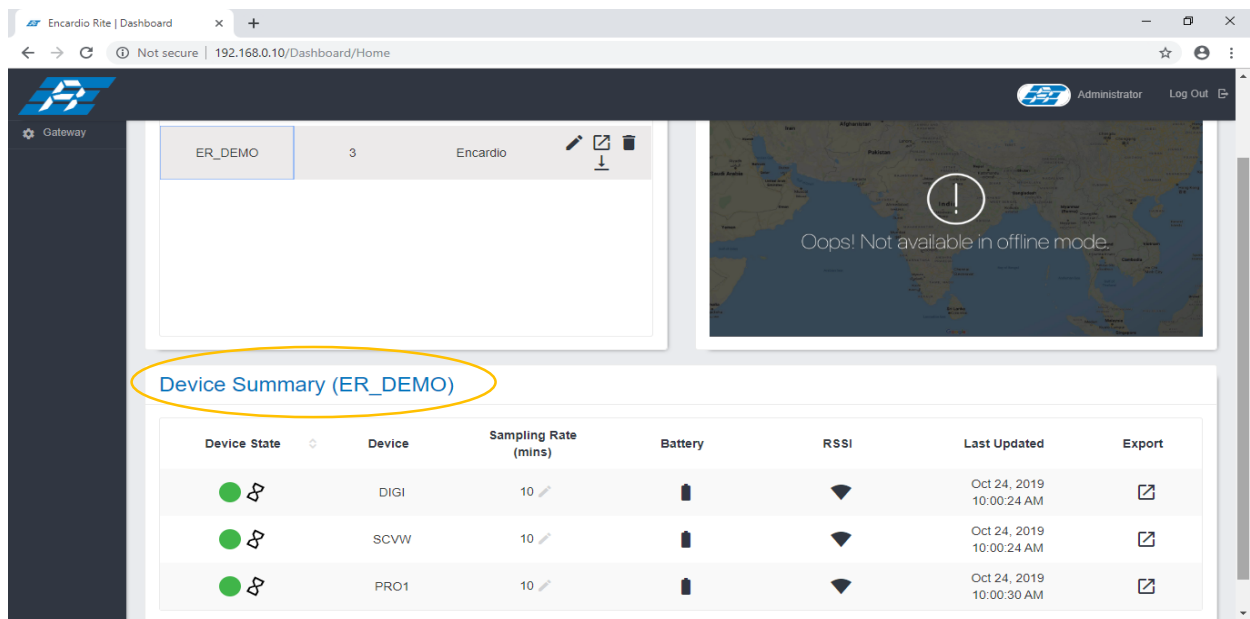 Encardio Rite | Dashboard
Not secure | 192.168.0.10/Dashboard/Home
Administrator
Log Out
Gateway
ER_DEMO 3 Encardio
Afghanistan
Pakistan
India
Oops! Not available in offline mode.
Device Summary (ER_DEMO)
Device State Device Sampling Rate (mins) Battery RSSI Last Updated Export
DIGI 10 Oct 24, 2019 10:00:24 AM
SCVW 10 Oct 24, 2019 10:00:24 AM
PRO1 10 Oct 24, 2019 10:00:30 AM